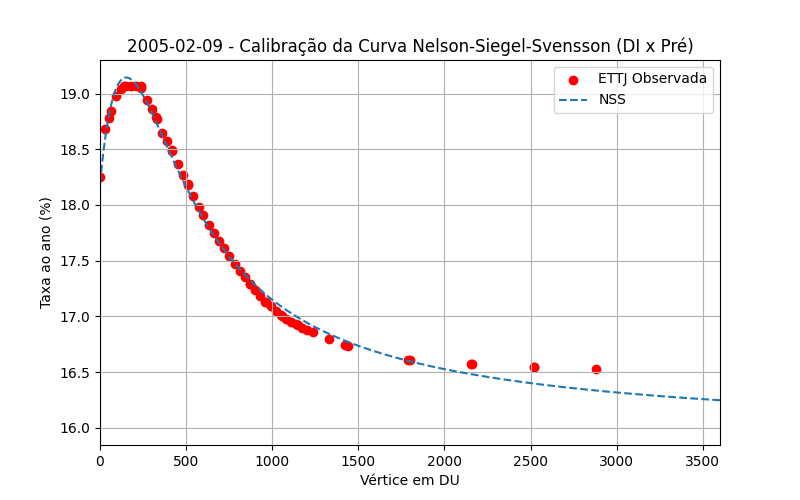 2005-02-09 - Calibração da Curva Nelson-Siegel-Svensson (DI x Pré)
ETTJ Observada
NSS
19.0
18.5
18.0
17.5
17.0
16.5
16.0
Taxa ao ano (%)
0 500 1000 1500 2000 2500 3000 3500
Vértice em DU